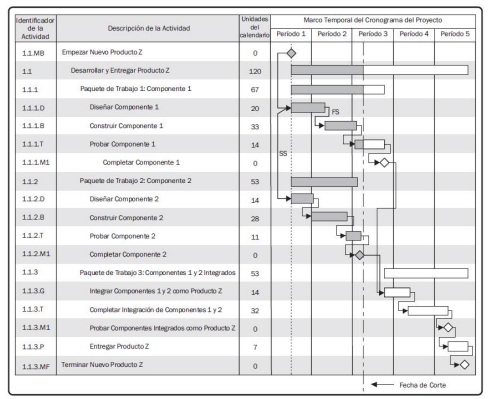 Identificador de la Actividad
Descripción de la Actividad
Unidades del calendario
Marco Temporal del Cronograma del Proyecto
Período 1 Período 2 Período 3 Período 4 Período 5
1.1.MB Empezar Nuevo Producto Z 0
1.1 Desarrollar y Entregar Producto Z 120
1.1.1 Paquete de Trabajo 1: Componente 1 67
1.1.1.D Diseñar Componente 1 20
FS
1.1.1.B Construir Componente 1 33
1.1.1.T Probar Componente 1 14
SS
1.1.1.M1 Completar Componente 1 0
1.1.2 Paquete de Trabajo 2: Componente 2 53
1.1.2.D Diseñar Componente 2 14
1.1.2.B Construir Componente 2 28
1.1.2.T Probar Componente 2 11
1.1.2.M1 Completar Componente 2 0
1.1.3 Paquete de Trabajo 3: Componentes 1 y 2 Integrados 53
1.1.3.G Integrar Componentes 1 y 2 como Producto Z 14
1.1.3.T Completar Integración de Componentes 1 y 2 32
1.1.3.M1 Probar Componentes Integrados como Producto Z 0
1.1.3.P Entregar Producto Z 7
1.1.3.MF Terminar Nuevo Producto Z 0
Fecha de Corte